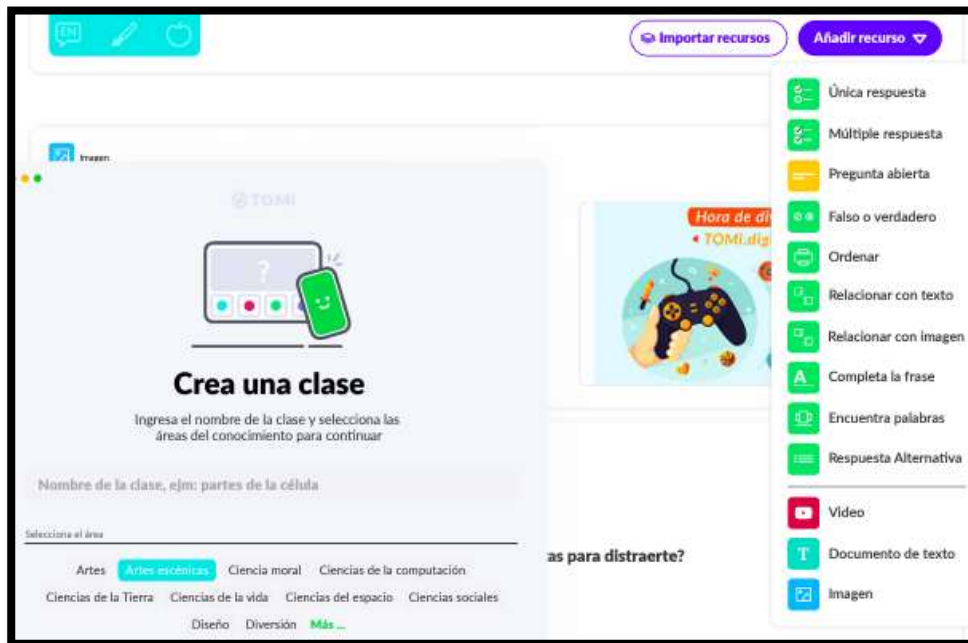 EN
Importar recursos
Añadir recurso
Única respuesta
Múltiple respuesta
Pregunta abierta
Falso o verdadero
Ordenar
Relacionar con texto
Relacionar con imagen
Completa la frase
Encuentra palabras
Respuesta Alternativa
Video
Documento de texto
Imagen
Imagen
TOMI
?
Crea una clase
Ingresa el nombre de la clase y selecciona las
áreas del conocimiento para continuar
Nombre de la clase, ejm: partes de la célula
Selecciona el área
Artes Artes escénicas Ciencia moral Ciencias de la computación
Ciencias de la Tierra Ciencias de la vida Ciencias del espacio Ciencias sociales
Diseño Diversión Más ...
Hora de di
TOMi.dig
as para distraerte?